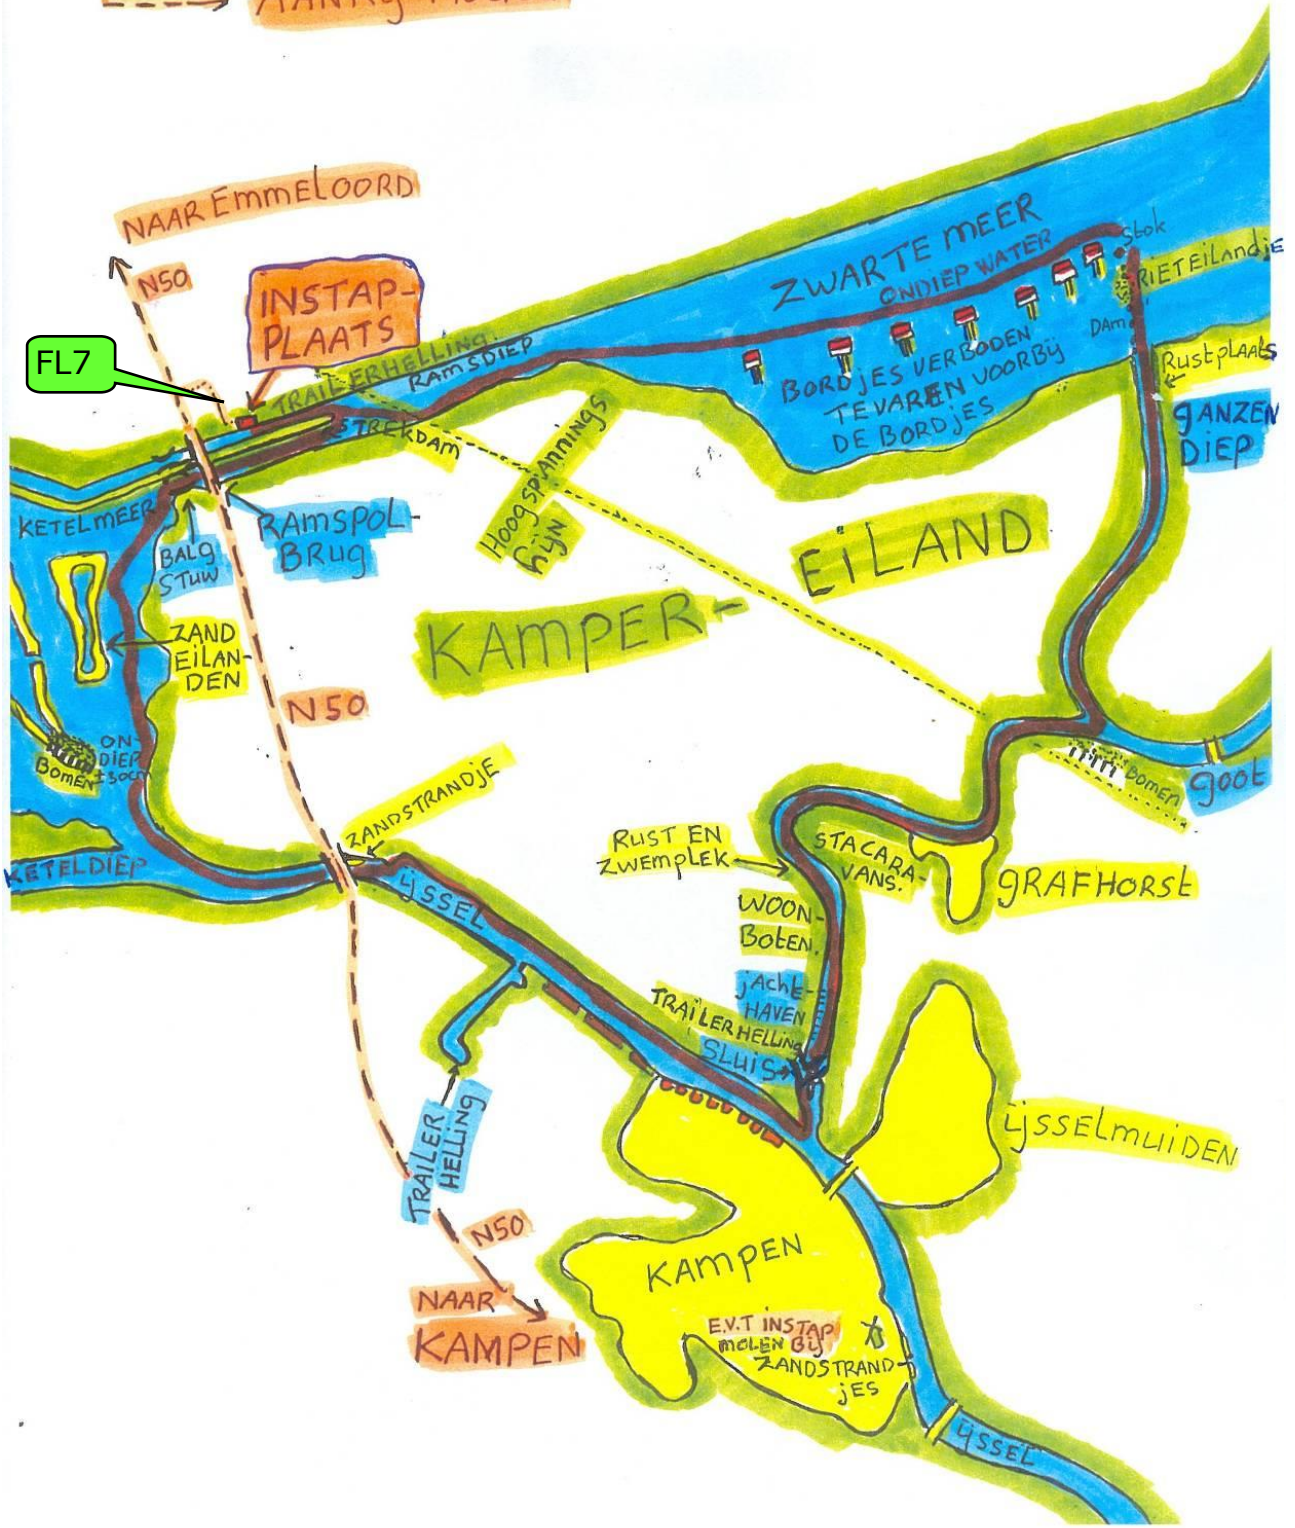 NAAR EMMELOORD
N50
INSTAP-
PLAATS
FL7
TRAILERHELLING
RAMSDIEP
STREKDAM
ZWARTE MEER
ONDIEP WATER
Stok
RIETEILANDJE
DAM
Rustplaats
GANZEN
DIEP
BORDJES VERBODEN
TE VAREN VOORBIJ
DE BORDJES
KETELMEER
BALG
STUW
RAMSPOL-
BRUG
HOOGSPANNINGS
LIJN
EILAND
KAMPER-
ZAND
EILAN-
DEN
N50
ON-
DIEP
±30cm
BOMEN
ZANDSTRANDJE
KETELDIEP
IJSSEL
RUST EN
ZWEMPLEK
STACARA-
VANS.
GRAFHORST
BOMEN
GOOT
WOON-
BOTEN.
JACHT-
HAVEN
TRAILERHELLING
SLUIS
TRAILER
HELLING
IJSSELMUIDEN
N50
NAAR
KAMPEN
KAMPEN
E.V.T INSTAP
MOLEN BIJ
ZANDSTRAND-
JES
IJSSEL